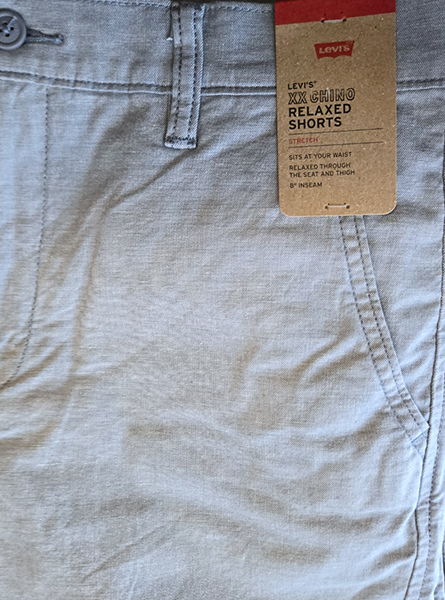 LEVI'S
LEVI'S®
XX CHINO
RELAXED
SHORTS
STRETCH
SITS AT YOUR WAIST
RELAXED THROUGH
THE SEAT AND THIGH
8" INSEAM